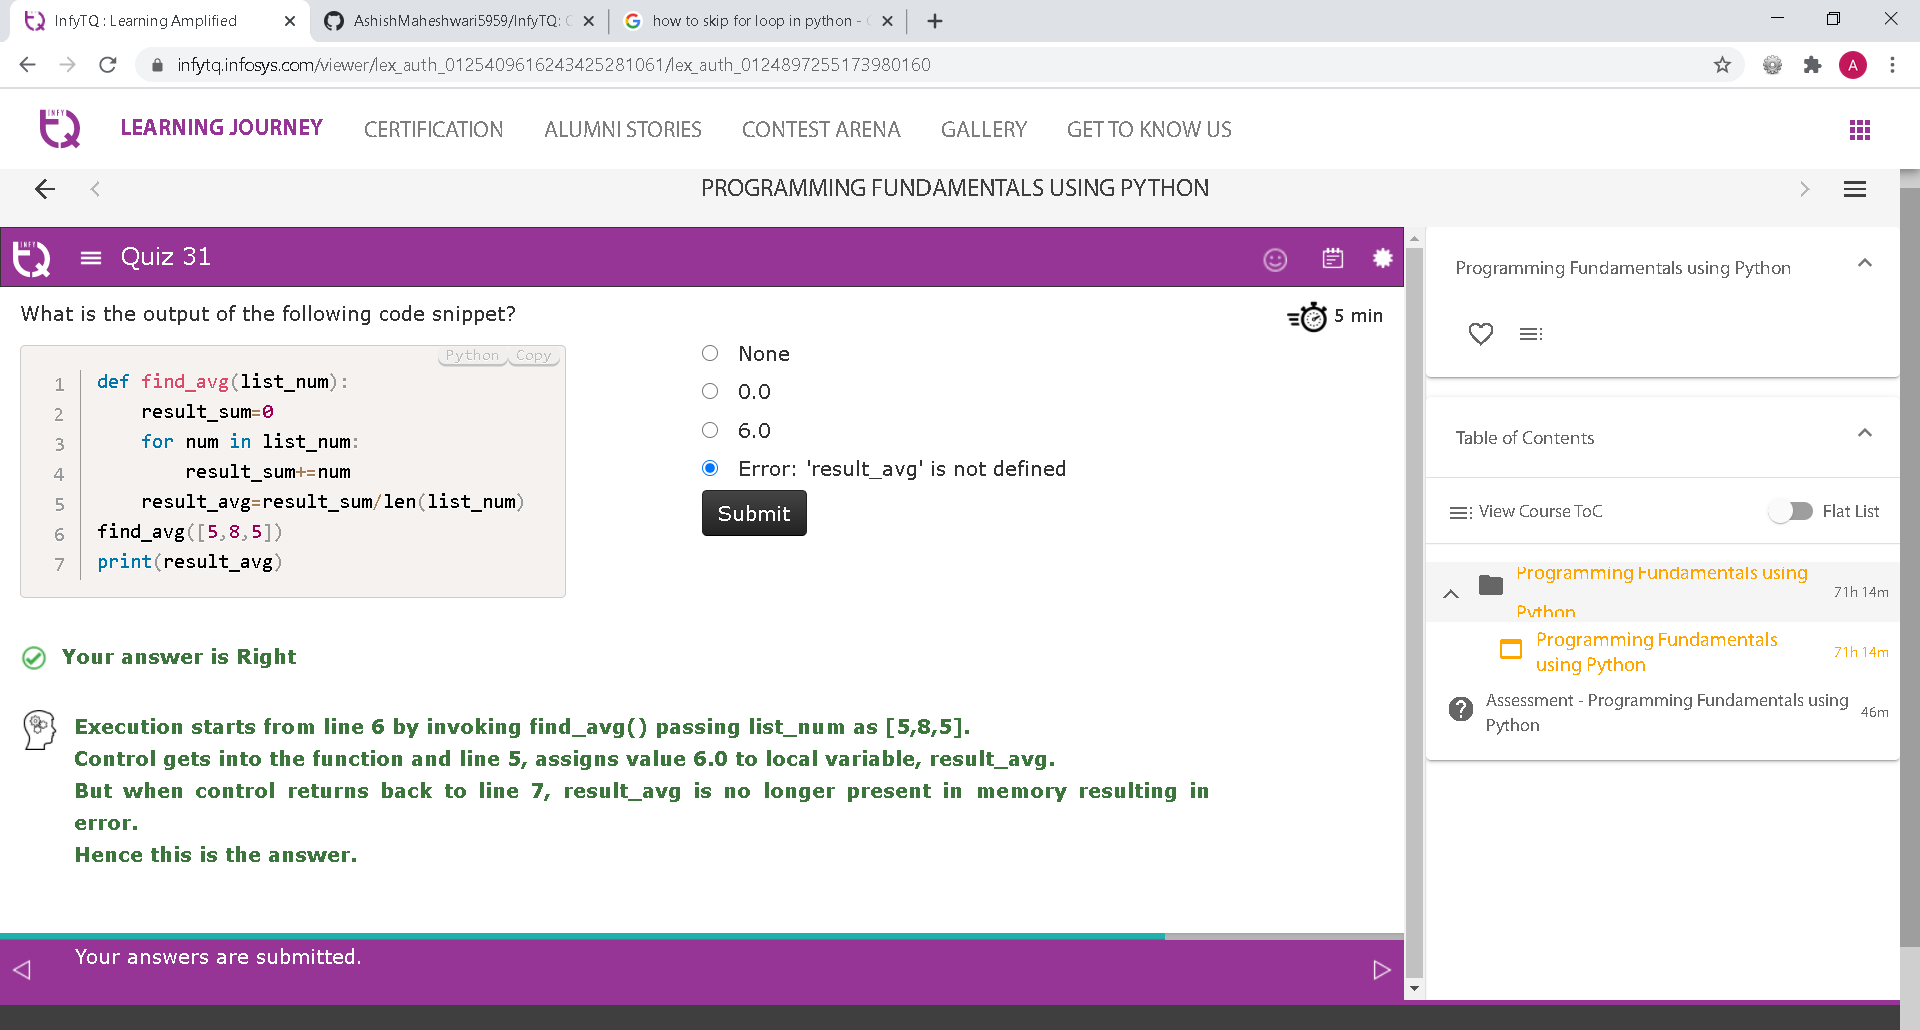 InfyTQ : Learning Amplified
AshishMaheshwari5959/InfyTQ:
how to skip for loop in python -
infytq.infosys.com/viewer/lex_auth_0125409616243425281061/lex_auth_0124897255173980160
A
INFY
TQ
LEARNING JOURNEY
CERTIFICATION
ALUMNI STORIES
CONTEST ARENA
GALLERY
GET TO KNOW US
PROGRAMMING FUNDAMENTALS USING PYTHON
INFY
TQ
Quiz 31
What is the output of the following code snippet?
5 min
Python Copy
1 def find_avg(list_num):
2 result_sum=0
3 for num in list_num:
4 result_sum+=num
5 result_avg=result_sum/len(list_num)
6 find_avg([5,8,5])
7 print(result_avg)
None
0.0
6.0
Error: 'result_avg' is not defined
Submit
Your answer is Right
Execution starts from line 6 by invoking find_avg() passing list_num as [5,8,5].
Control gets into the function and line 5, assigns value 6.0 to local variable, result_avg.
But when control returns back to line 7, result_avg is no longer present in memory resulting in
error.
Hence this is the answer.
Your answers are submitted.
Programming Fundamentals using Python
Table of Contents
View Course ToC
Flat List
Programming Fundamentals using
Python
71h 14m
Programming Fundamentals
using Python
71h 14m
Assessment - Programming Fundamentals using
Python
46m